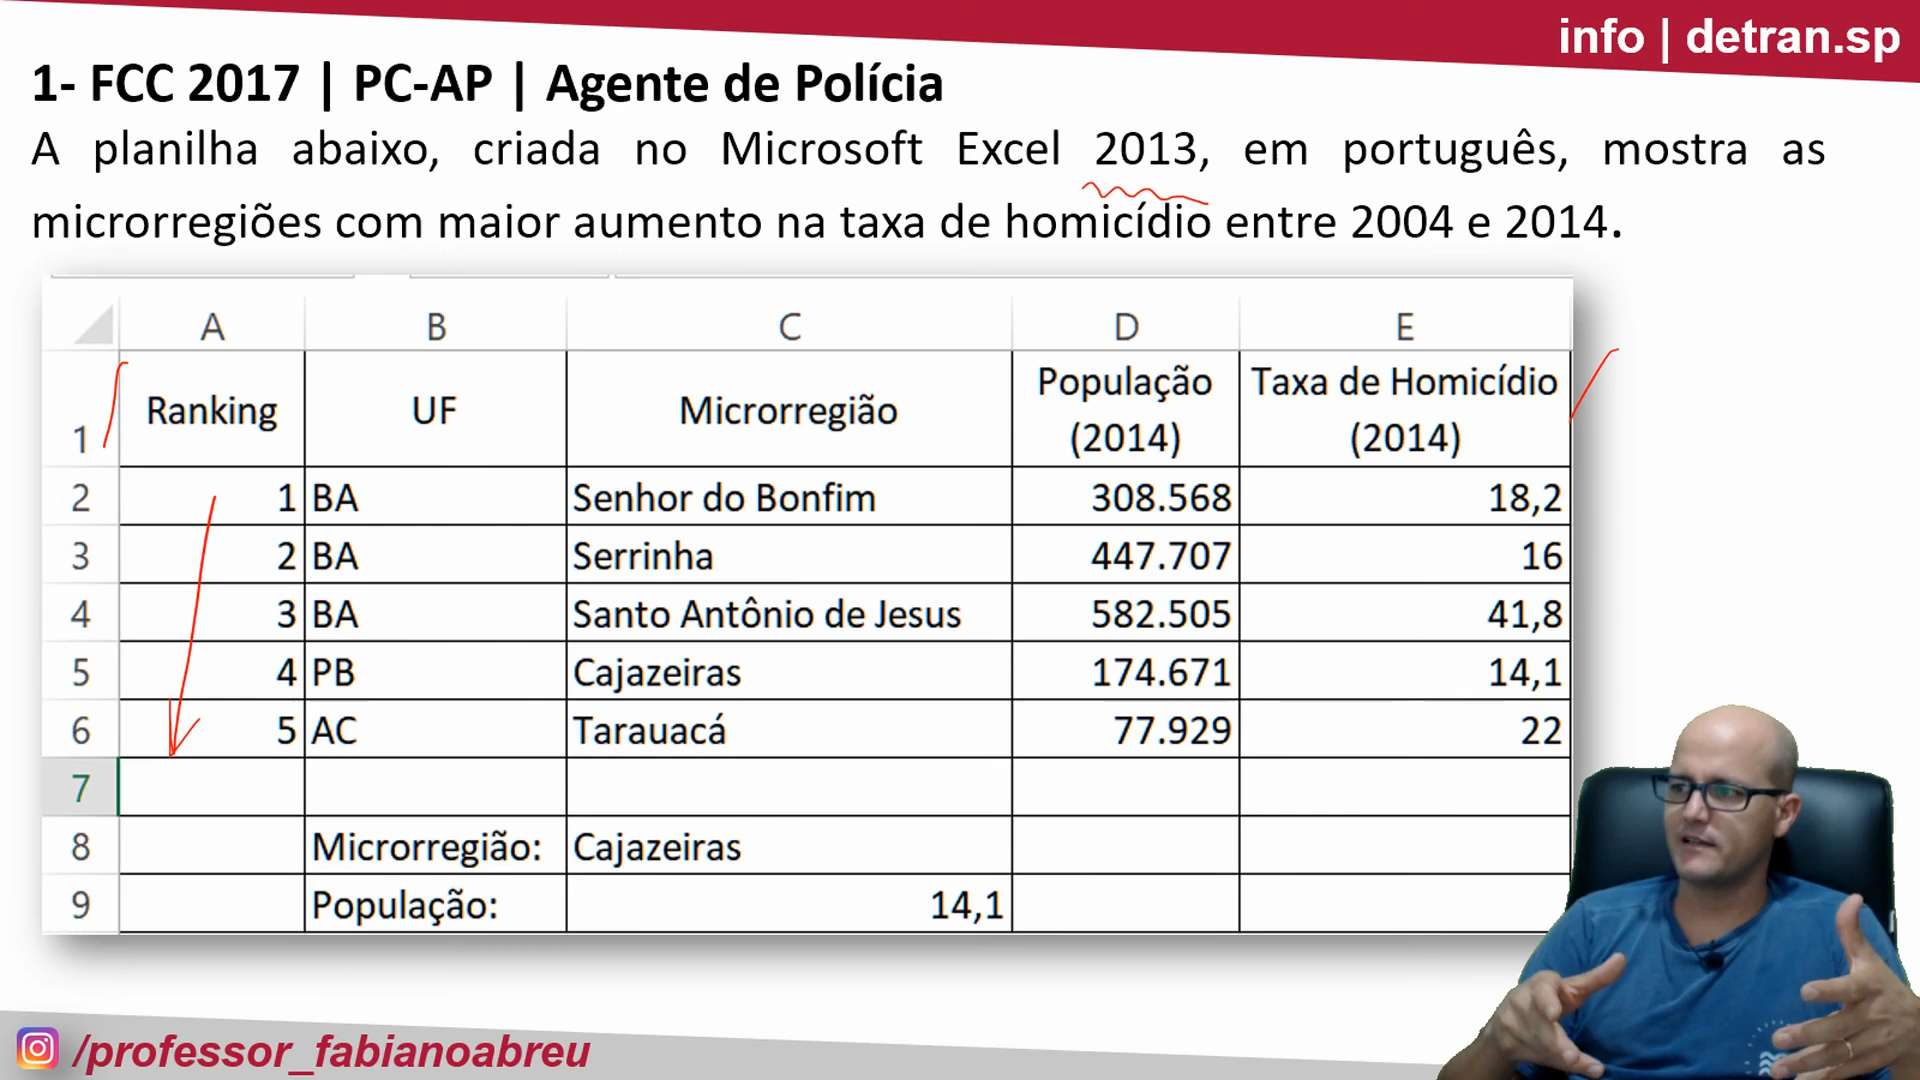 info | detran.sp
1- FCC 2017 | PC-AP | Agente de Polícia
A planilha abaixo, criada no Microsoft Excel 2013, em português, mostra as
microrregiões com maior aumento na taxa de homicídio entre 2004 e 2014.
A B C D E
1 Ranking UF Microrregião População (2014) Taxa de Homicídio (2014)
2 1 BA Senhor do Bonfim 308.568 18,2
3 2 BA Serrinha 447.707 16
4 3 BA Santo Antônio de Jesus 582.505 41,8
5 4 PB Cajazeiras 174.671 14,1
6 5 AC Tarauacá 77.929 22
7
8 Microrregião: Cajazeiras
9 População: 14,1
/professor_fabianoabreu